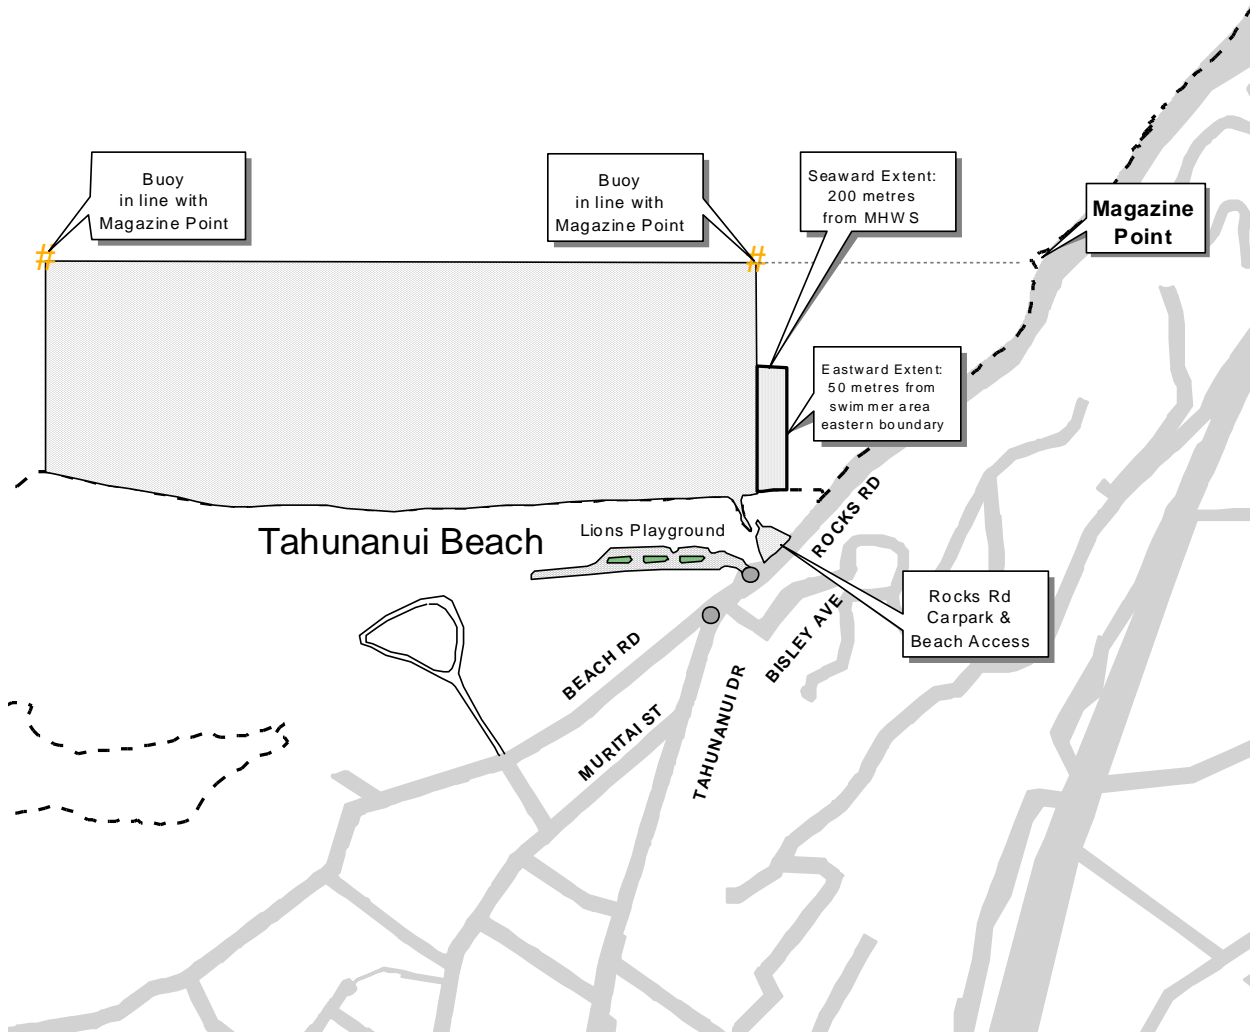 Buoy
in line with
Magazine Point
Buoy
in line with
Magazine Point
Seaward Extent:
200 metres
from MHWS
Magazine
Point
#
#
Eastward Extent:
50 metres from
swimmer area
eastern boundary
Tahunanui Beach
Lions Playground
ROCKS RD
Rocks Rd
Carpark &
Beach Access
BISLEY AVE
BEACH RD
MURITAI ST
TAHUNANUI DR